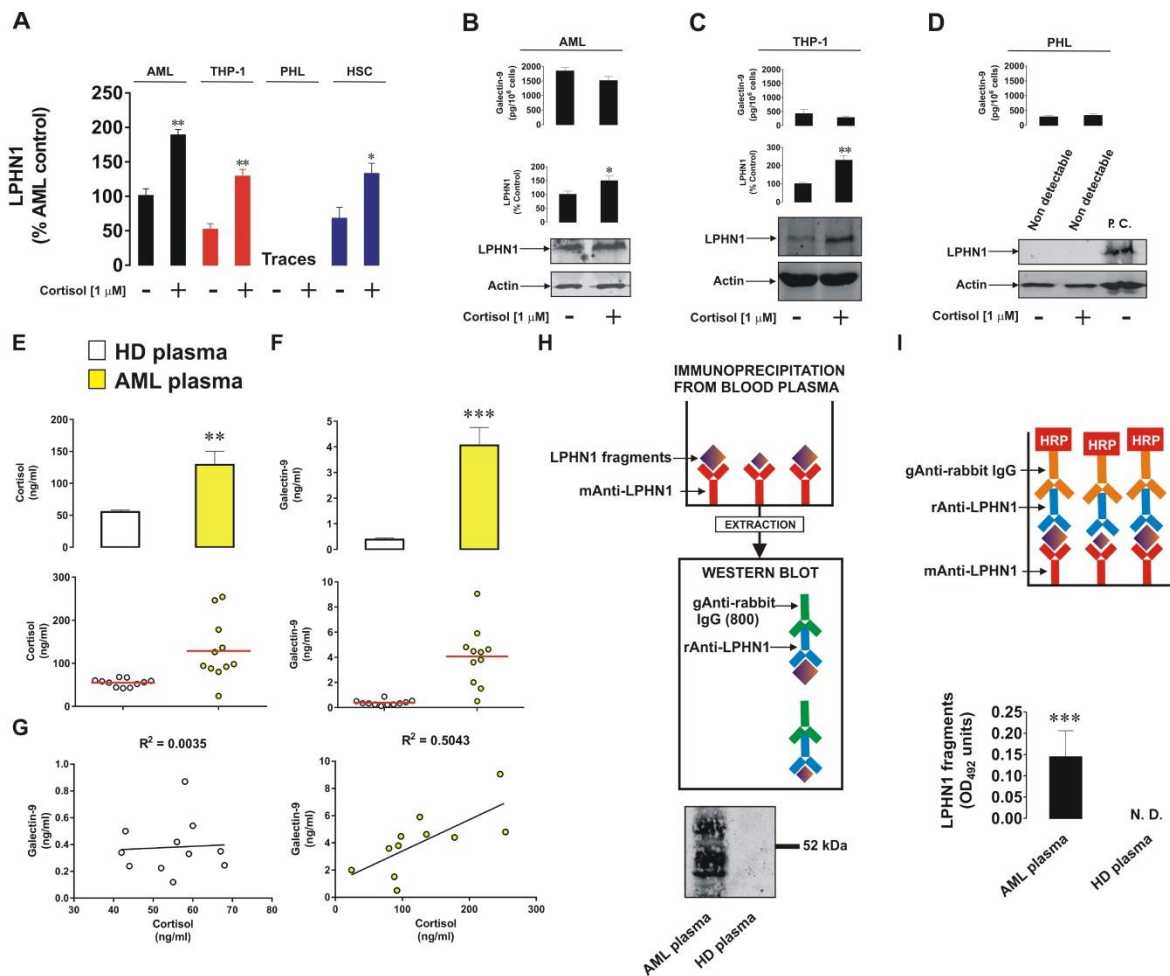 A
AML THP-1 PHL HSC
LPHN1
(% AML control)
250
200
150
100
50
0
** ** *
Traces
Cortisol [1 µM] - + - + - + - +
B
AML
Galectin-9
(pg/10⁶ cells)
2000
1500
1000
500
0
LPHN1
(% Control)
300
200
100
0
*
LPHN1
Actin
Cortisol [1 µM] - +
C
THP-1
Galectin-9
(pg/10⁶ cells)
2000
1500
1000
500
0
LPHN1
(% Control)
300
200
100
0
**
LPHN1
Actin
Cortisol [1 µM] - +
D
PHL
Galectin-9
(pg/10⁶ cells)
2000
1500
1000
500
0
Non detectable
Non detectable
P. C.
LPHN1
Actin
Cortisol [1 µM] - + -
E
HD plasma
AML plasma
Cortisol
(ng/ml)
200
150
100
50
0
**
Cortisol
(ng/ml)
300
200
100
0
F
Galectin-9
(ng/ml)
5
4
3
2
1
0
***
Galectin-9
(ng/ml)
10
8
6
4
2
0
G
R² = 0.0035
Galectin-9
(ng/ml)
1.0
0.8
0.6
0.4
0.2
0.0
30 40 50 60 70 80
Cortisol
(ng/ml)
R² = 0.5043
Galectin-9
(ng/ml)
10
8
6
4
2
0
0 100 200 300
Cortisol
(ng/ml)
H
IMMUNOPRECIPITATION
FROM BLOOD PLASMA
LPHN1 fragments
mAnti-LPHN1
EXTRACTION
WESTERN BLOT
gAnti-rabbit
IgG (800)
rAnti-LPHN1
52 kDa
AML plasma
HD plasma
I
HRP HRP HRP
gAnti-rabbit IgG
rAnti-LPHN1
mAnti-LPHN1
LPHN1 fragments
(OD₄₉₂ units)
0.25
0.20
0.15
0.10
0.05
0.00
***
N. D.
AML plasma
HD plasma